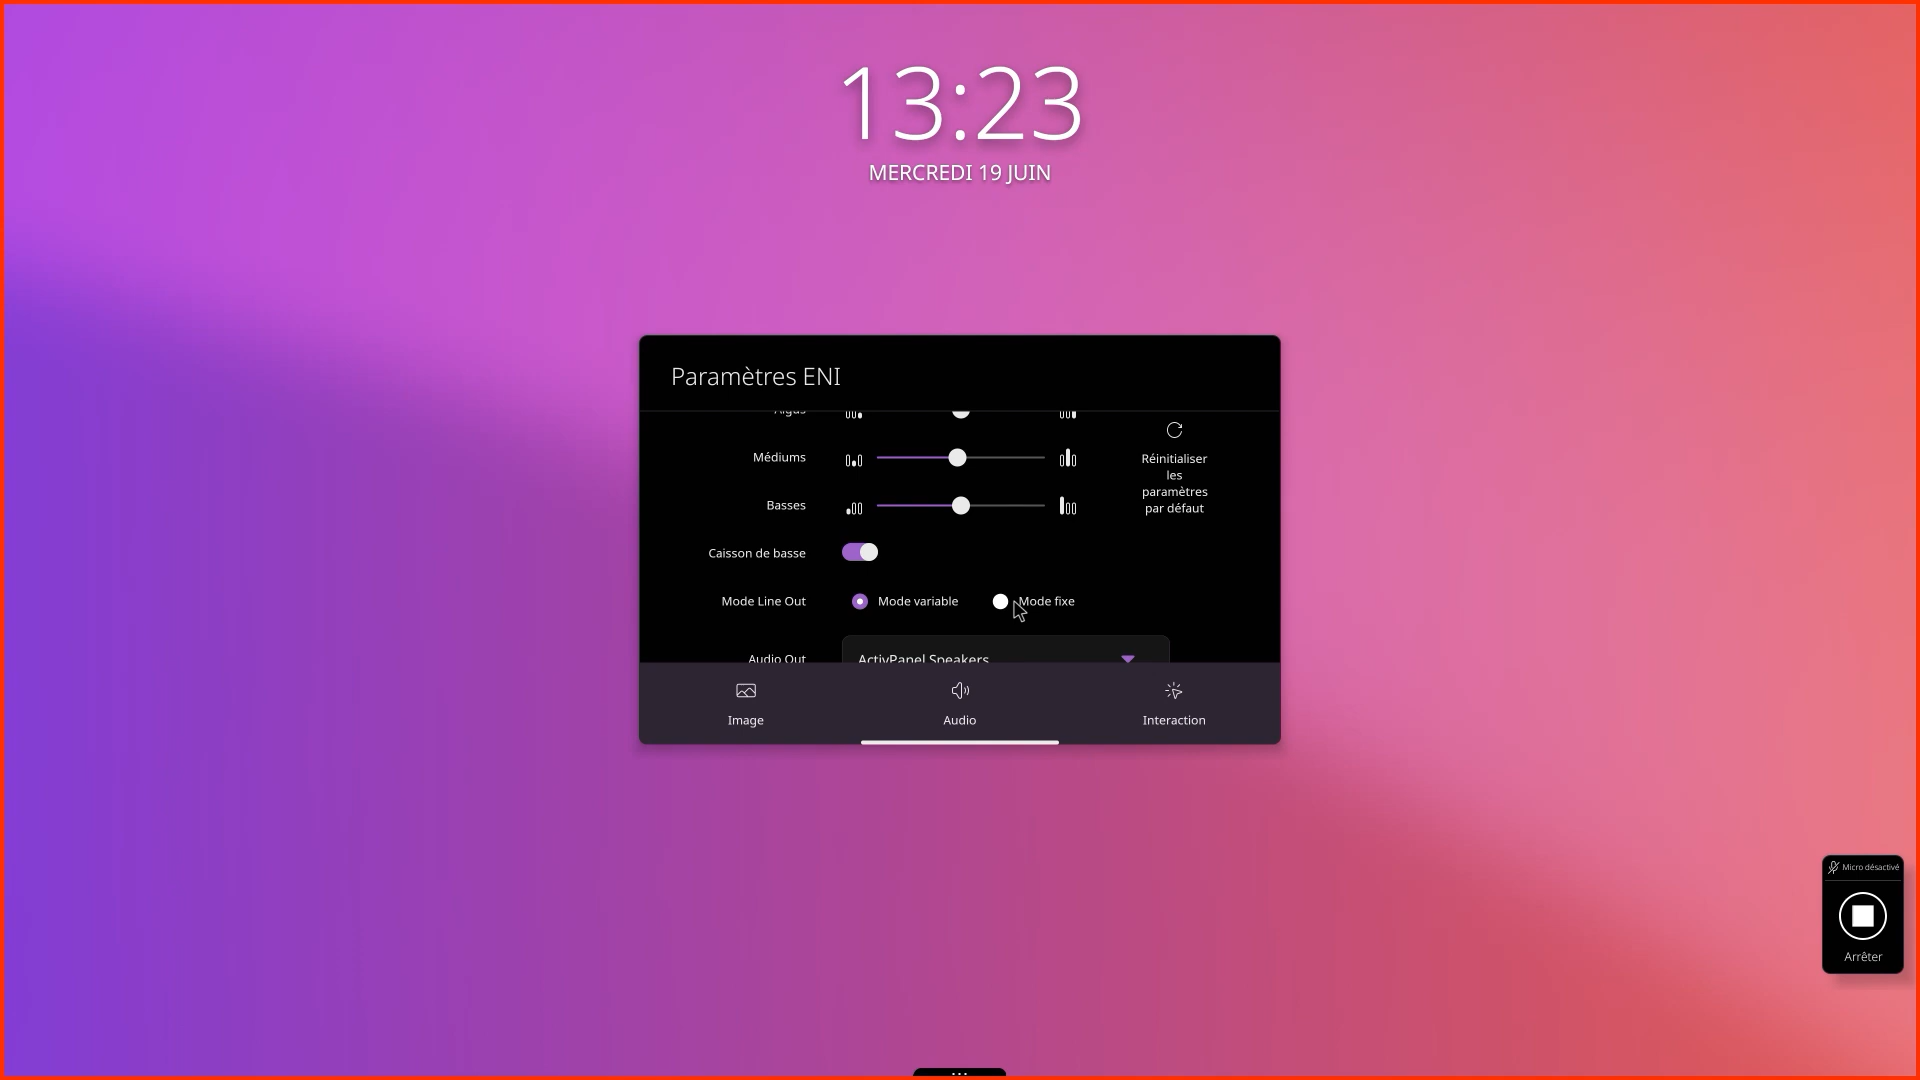 13:23
MERCREDI 19 JUIN
Paramètres ENI
Aigus
Médiums
Basses
Réinitialiser
les
paramètres
par défaut
Caisson de basse
Mode Line Out
Mode variable
Mode fixe
Audio Out
ActivPanel Speakers
Image
Audio
Interaction
Micro désactivé
Arrêter